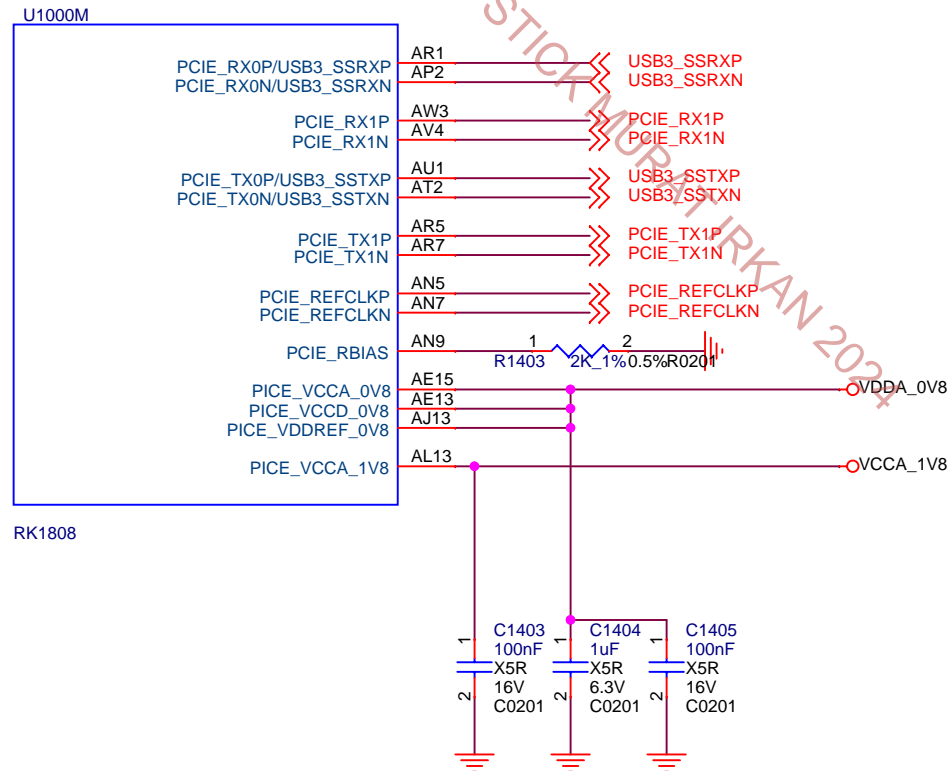 U1000M
PCIE_RX0P/USB3_SSRXP AR1 USB3_SSRXP
PCIE_RX0N/USB3_SSRXN AP2 USB3_SSRXN
PCIE_RX1P AW3 PCIE_RX1P
PCIE_RX1N AV4 PCIE_RX1N
PCIE_TX0P/USB3_SSTXP AU1 USB3_SSTXP
PCIE_TX0N/USB3_SSTXN AT2 USB3_SSTXN
PCIE_TX1P AR5 PCIE_TX1P
PCIE_TX1N AR7 PCIE_TX1N
PCIE_REFCLKP AN5 PCIE_REFCLKP
PCIE_REFCLKN AN7 PCIE_REFCLKN
PCIE_RBIAS AN9 1 2
R1403 2K_1% 0.5% R0201
PICE_VCCA_0V8 AE15 VDDA_0V8
PICE_VCCD_0V8 AE13
PICE_VDDREF_0V8 AJ13
PICE_VCCA_1V8 AL13 VCCA_1V8
RK1808
STICK MURAT IRKAN 2024
1 C1403 1 C1404 1 C1405
100nF 1uF 100nF
X5R X5R X5R
2 16V 2 6.3V 2 16V
C0201 C0201 C0201